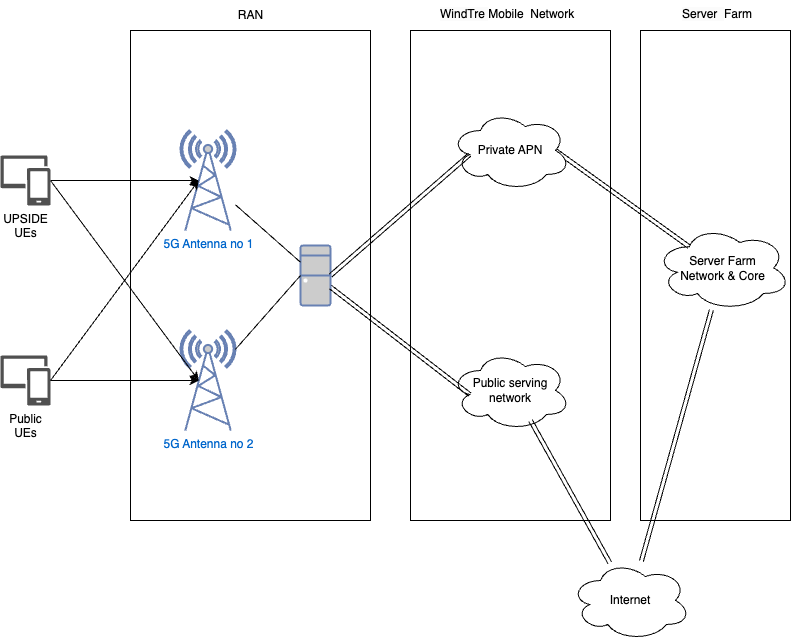 RAN
WindTre Mobile Network
Server Farm
Private APN
UPSIDE
UEs
5G Antenna no 1
Server Farm
Network & Core
Public serving
network
Public
UEs
5G Antenna no 2
Internet